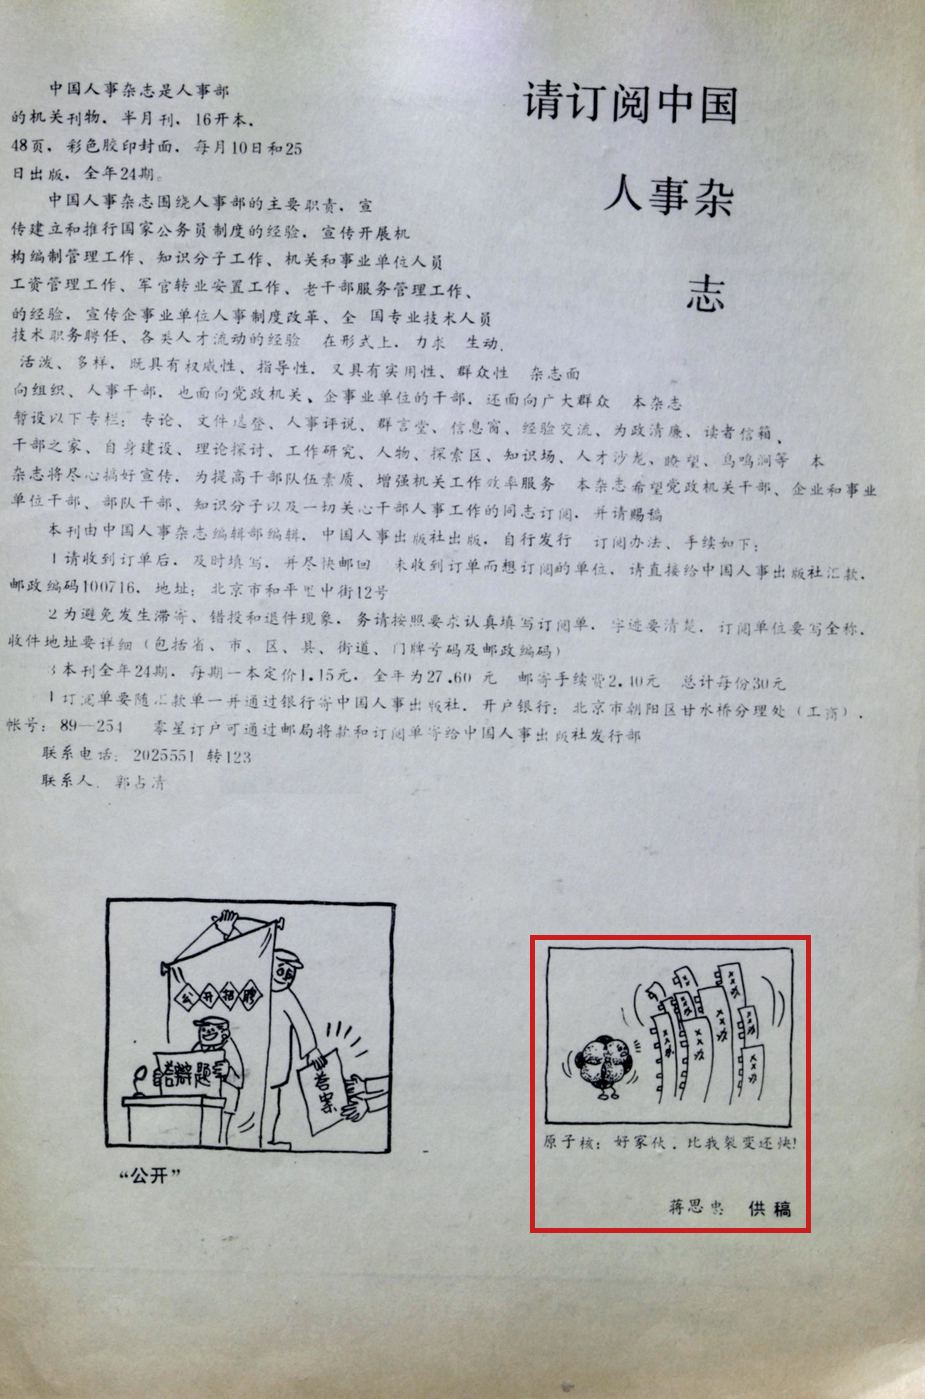 请订阅中国
人事杂
志
中国人事杂志是人事部
的机关刊物，半月刊，16开本，
48页，彩色胶印封面，每月10日和25
日出版，全年24期。
中国人事杂志围绕人事部的主要职责，宣
传建立和推行国家公务员制度的经验，宣传开展机
构编制管理工作、知识分子工作、机关和事业单位人员
工资管理工作、军官转业安置工作、老干部服务管理工作、
的经验，宣传企事业单位人事制度改革、全 国专业技术人员
技术职务聘任、各类人才流动的经验 在形式上，力求 生动、
活泼、多样，既具有权威性、指导性，又具有实用性、群众性 杂志面
向组织、人事干部，也面向党政机关、企事业单位的干部，还面向广大群众 本杂志
暂设以下专栏：专论、文件选登、人事评说、群言堂、信息窗、经验交流、为政清廉、读者信箱、
干部之家、自身建设、理论探讨、工作研究、人物、探索区、知识场、人才沙龙、瞭望、鸟鸣涧等 本
杂志将尽心搞好宣传，为提高干部队伍素质、增强机关工作效率服务 本杂志希望党政机关干部、企业和事业
单位干部、部队干部、知识分子以及一切关心干部人事工作的同志订阅，并请赐稿
本刊由中国人事杂志编辑部编辑，中国人事出版社出版，自行发行 订阅办法、手续如下：
1请收到订单后，及时填写，并尽快邮回 未收到订单而想订阅的单位，请直接给中国人事出版社汇款，
邮政编码100716，地址：北京市和平里中街12号
2为避免发生滞寄、错投和退件现象，务请按照要求认真填写订阅单，字迹要清楚，订阅单位要写全称，
收件地址要详细（包括省、市、区、县、街道、门牌号码及邮政编码）
3本刊全年24期，每期一本定价1.15元，全年为27.60 元 邮寄手续费2.40元 总计每份30元
订阅单要随汇款单一并通过银行寄中国人事出版社，开户银行：北京市朝阳区甘水桥分理处（工商），
帐号：89—254 零星订户可通过邮局将款和订阅单寄给中国人事出版社发行部
联系电话：2025551 转123
联系人：郭占清
公开招聘
答辩题
答案
“公开”
××办
××办
××办
××办
××办
××办
××办
原子核：好家伙，比我裂变还快！
蒋思忠 供稿